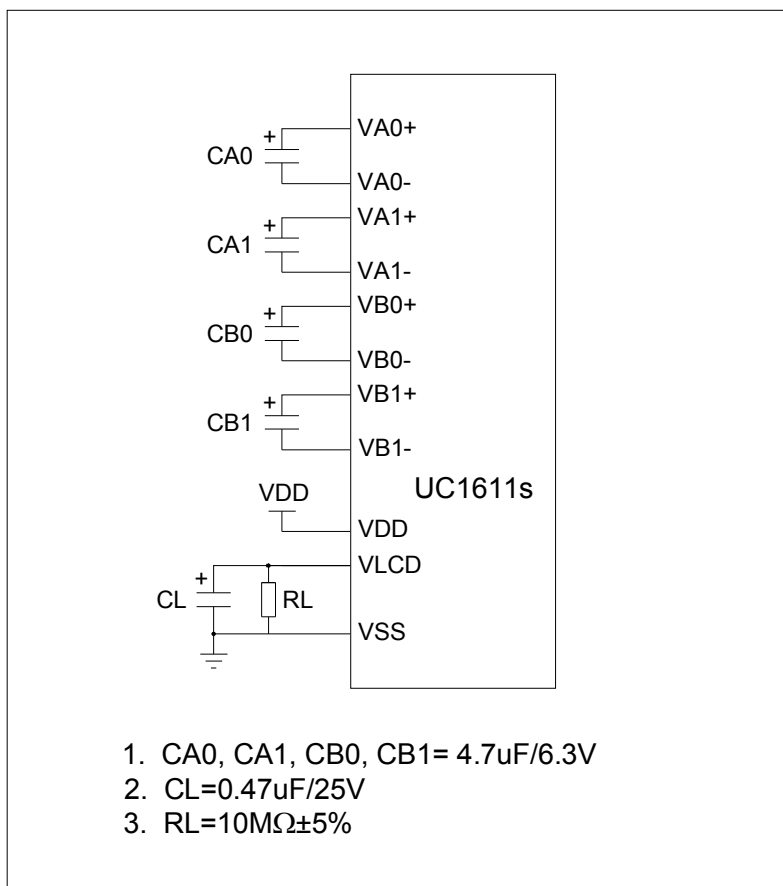 VA0+
+
CA0
VA0-
VA1+
+
CA1
VA1-
VB0+
+
CB0
VB0-
VB1+
+
CB1
VB1-
UC1611s
VDD
VDD
VLCD
+
CL
RL
VSS
1. CA0, CA1, CB0, CB1= 4.7uF/6.3V
2. CL=0.47uF/25V
3. RL=10MΩ±5%